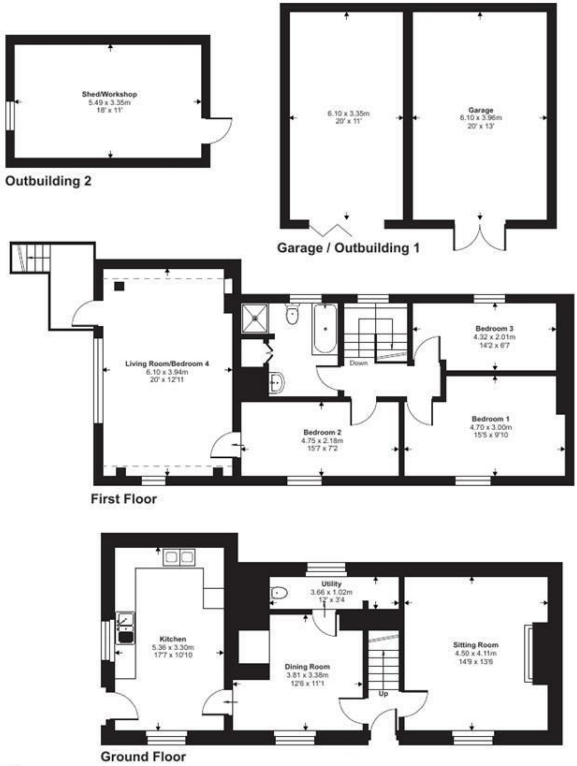 Shed/Workshop
5.49 x 3.35m
18' x 11'
Outbuilding 2
6.10 x 3.35m
20' x 11'
Garage
6.10 x 3.96m
20' x 13'
Garage / Outbuilding 1
Living Room/Bedroom 4
6.10 x 3.94m
20' x 12'11
Down
Bedroom 3
4.32 x 2.01m
14'2 x 6'7
Bedroom 2
4.75 x 2.18m
15'7 x 7'2
Bedroom 1
4.70 x 3.00m
15'5 x 9'10
First Floor
Utility
3.66 x 1.02m
12' x 3'4
Kitchen
5.36 x 3.30m
17'7 x 10'10
Dining Room
3.81 x 3.38m
12'6 x 11'1
Up
Sitting Room
4.50 x 4.11m
14'9 x 13'6
Ground Floor